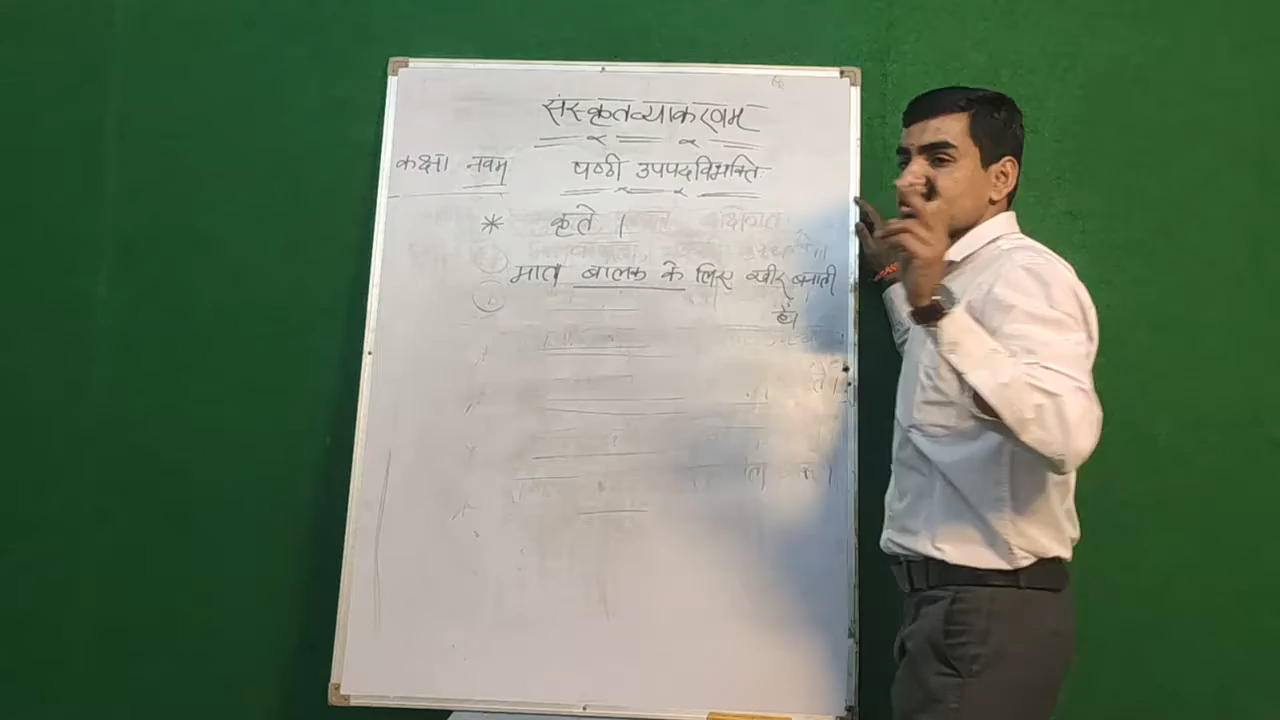 संस्कृतव्याकरणम्
कक्षा नवम्
षष्ठी उपपदविभक्तिः
* कृते ।
माता बालक के लिए खीर बनाती
है।